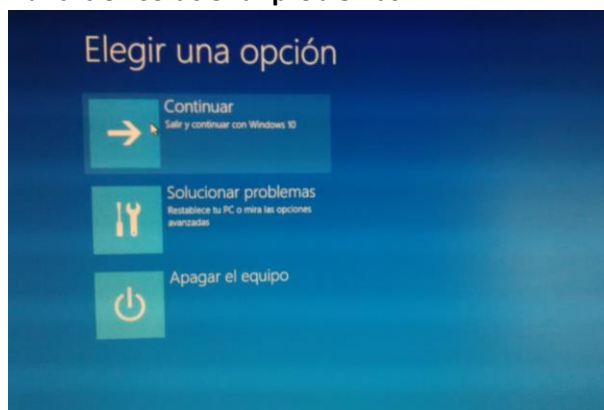 Elegir una opción
Continuar
Salir y continuar con Windows 10
Solucionar problemas
Restablece tu PC o mira las opciones
avanzadas
Apagar el equipo